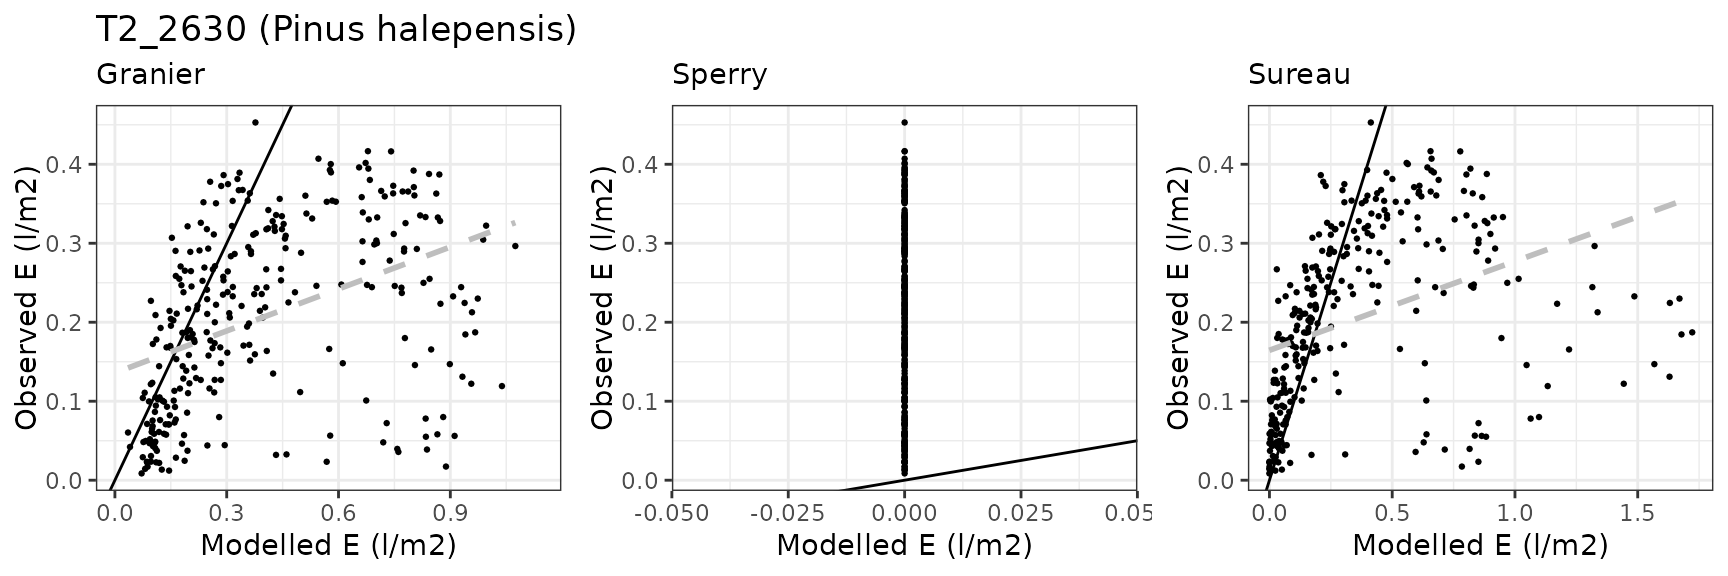 T2_2630 (Pinus halepensis)
Granier
Observed E (l/m2)
0.4
0.3
0.2
0.1
0.0
0.0 0.3 0.6 0.9
Modelled E (l/m2)
Sperry
Observed E (l/m2)
0.4
0.3
0.2
0.1
0.0
-0.050 -0.025 0.000 0.025 0.05
Modelled E (l/m2)
Sureau
Observed E (l/m2)
0.4
0.3
0.2
0.1
0.0
0.0 0.5 1.0 1.5
Modelled E (l/m2)